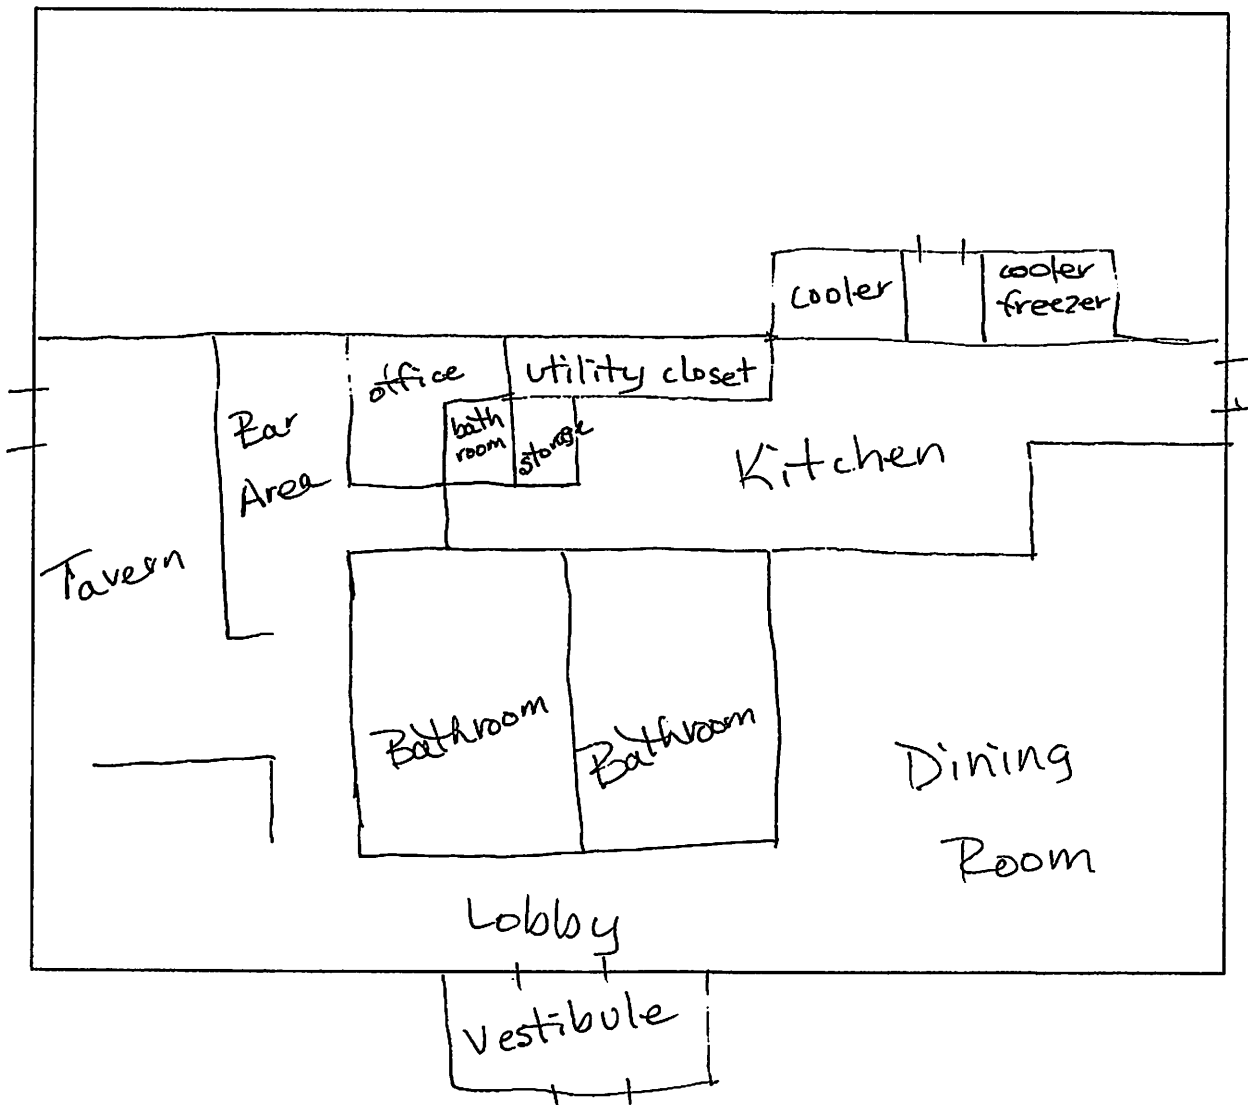 cooler
cooler
freezer
office
utility closet
Bar
Area
bath
room
storage
Kitchen
Tavern
Bathroom
Bathroom
Dining
Room
Lobby
Vestibule